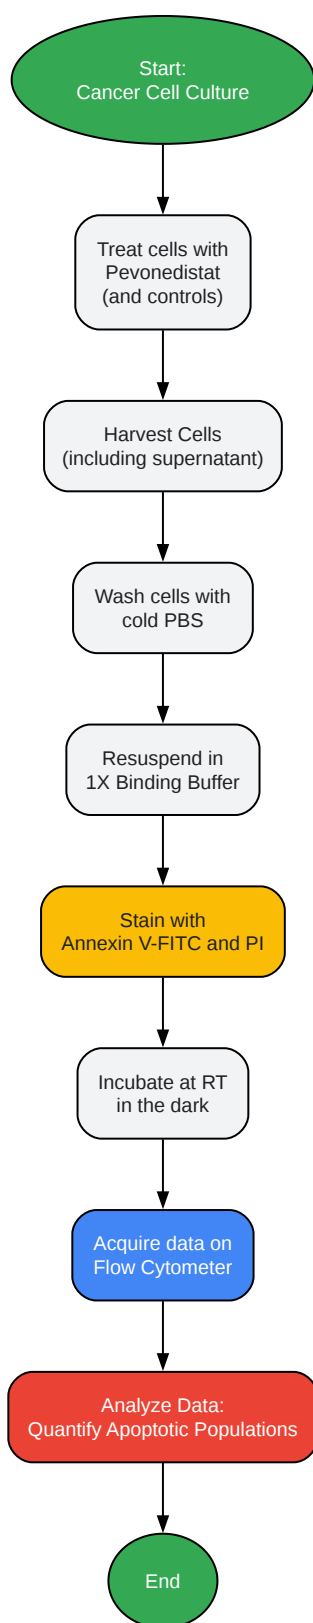 Start:
Cancer Cell Culture
Treat cells with
Pevonedistat
(and controls)
Harvest Cells
(including supernatant)
Wash cells with
cold PBS
Resuspend in
1X Binding Buffer
Stain with
Annexin V-FITC and PI
Incubate at RT
in the dark
Acquire data on
Flow Cytometer
Analyze Data:
Quantify Apoptotic Populations
End